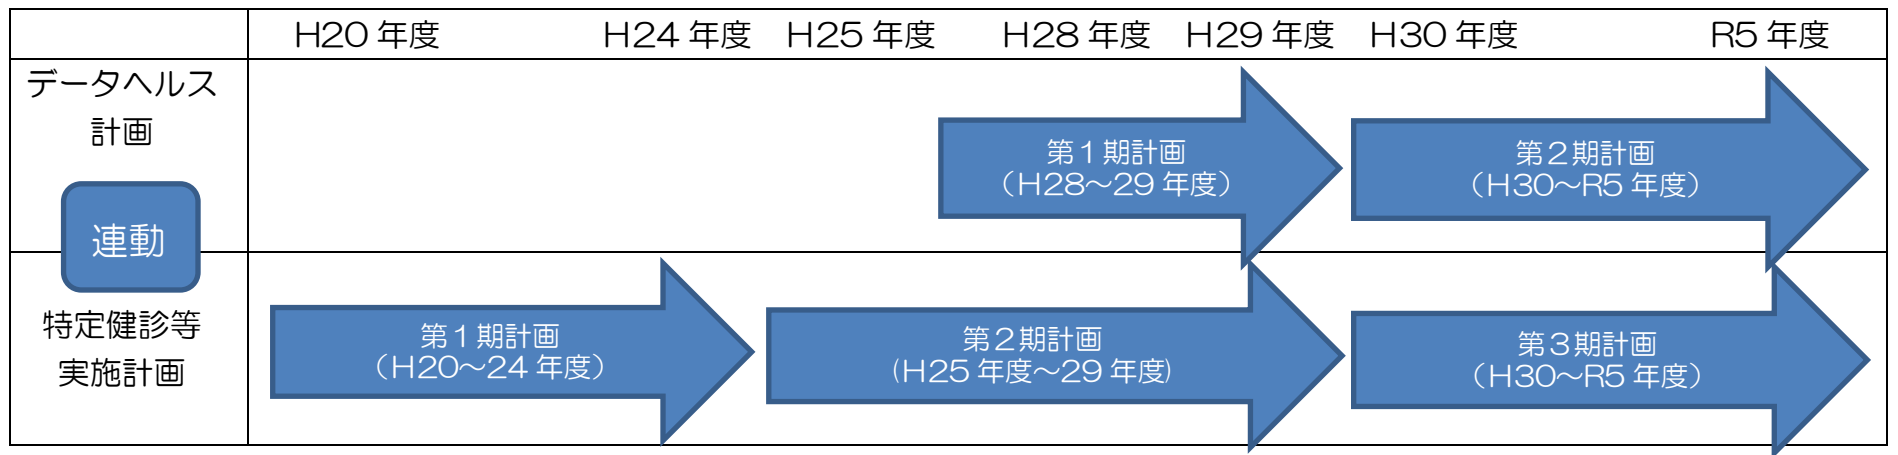 H20 年度 H24 年度 H25 年度 H28 年度 H29 年度 H30 年度 R5 年度
データヘルス
計画
第１期計画
（H28～29 年度）
第２期計画
（H30～R5 年度）
連動
特定健診等
実施計画
第１期計画
（H20～24 年度）
第２期計画
(H25 年度～29 年度)
第３期計画
（H30～R5 年度）